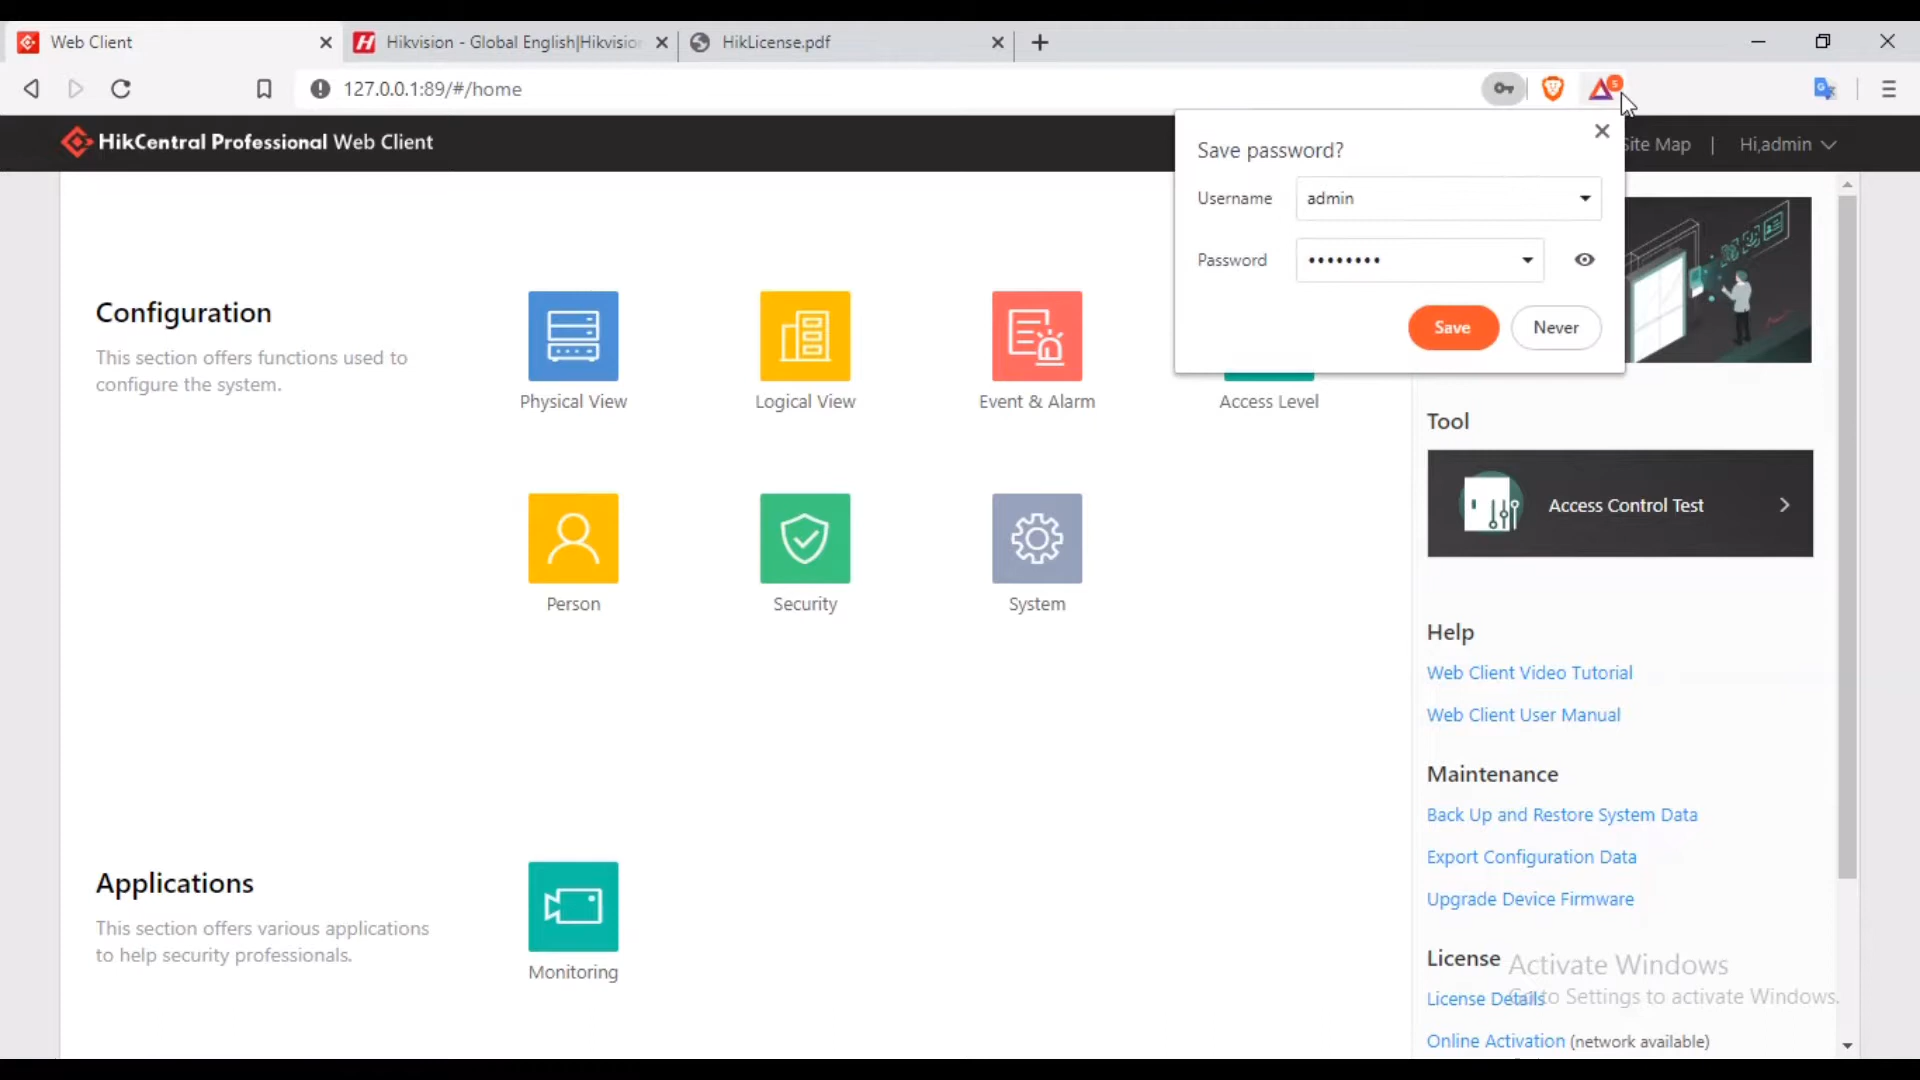 Web Client
Hikvision - Global English|Hikvision
HikLicense.pdf
127.0.0.1:89/#/home
5
HikCentral Professional Web Client
Site Map | Hi,admin
Save password?
Username admin
Password ••••••••
Save Never
Configuration
This section offers functions used to
configure the system.
Physical View
Logical View
Event & Alarm
Access Level
Person
Security
System
Applications
This section offers various applications
to help security professionals.
Monitoring
Tool
Access Control Test
Help
Web Client Video Tutorial
Web Client User Manual
Maintenance
Back Up and Restore System Data
Export Configuration Data
Upgrade Device Firmware
License
License Details
Online Activation (network available)
Activate Windows
Go to Settings to activate Windows.